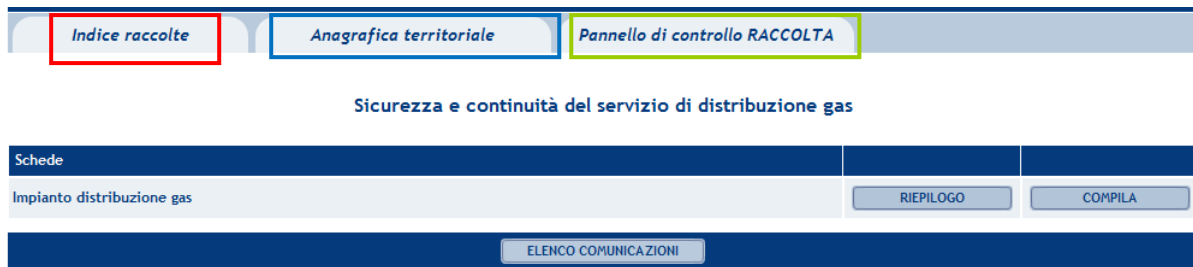 Indice raccolte Anagrafica territoriale Pannello di controllo RACCOLTA
Sicurezza e continuità del servizio di distribuzione gas
Schede
Impianto distribuzione gas RIEPILOGO COMPILA
ELENCO COMUNICAZIONI